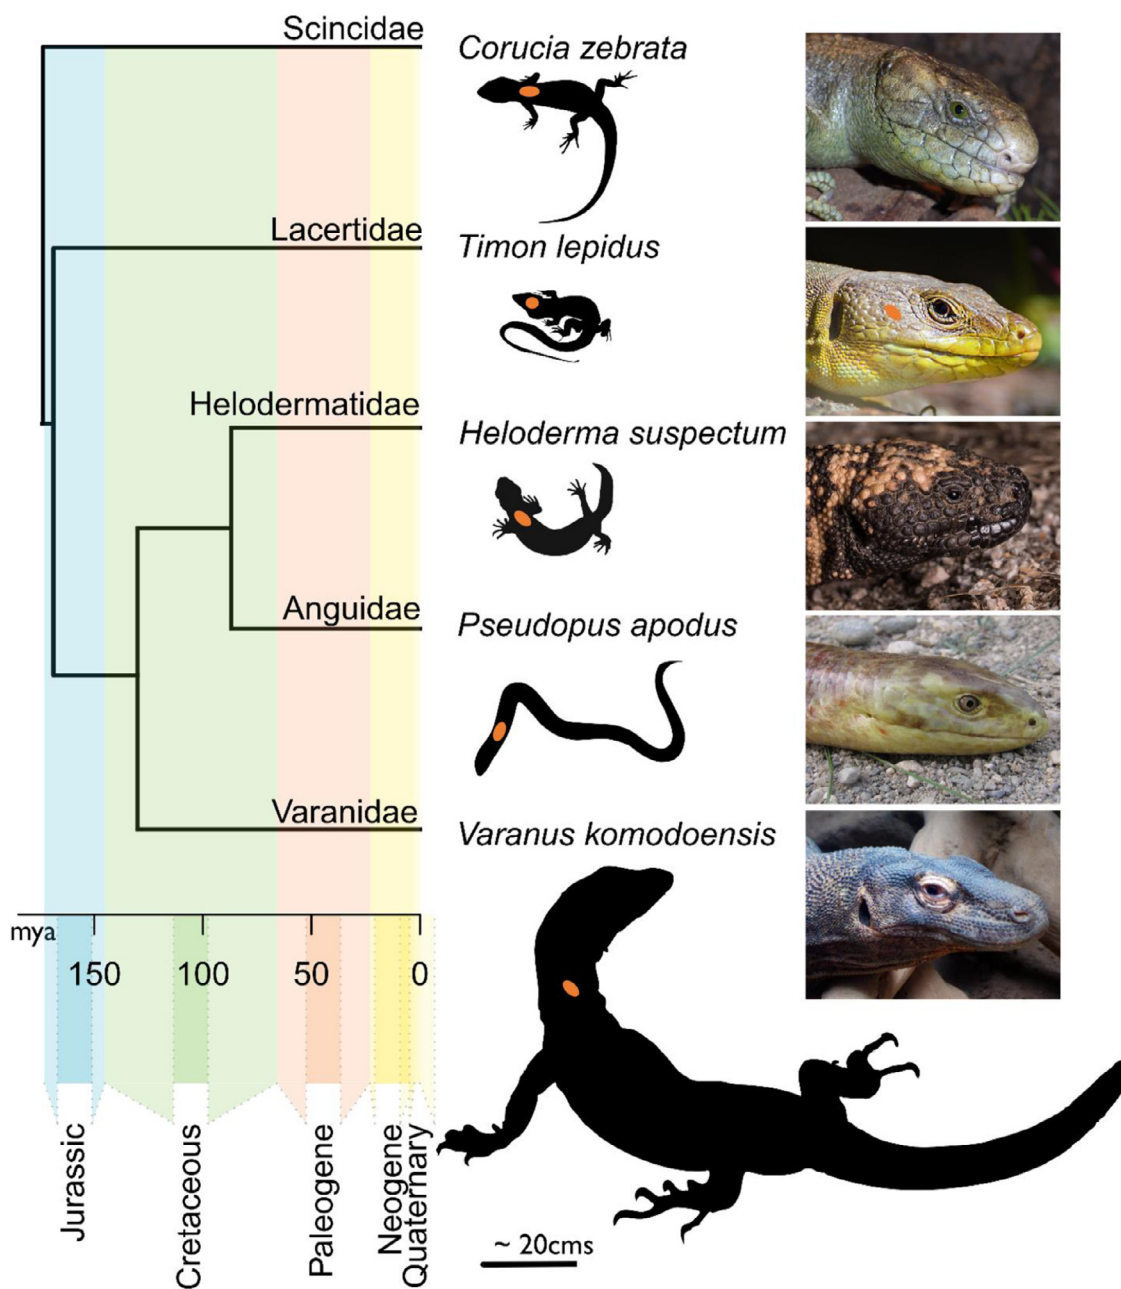 Scincidae
Corucia zebrata
Lacertidae
Timon lepidus
Helodermatidae
Heloderma suspectum
Anguidae
Pseudopus apodus
Varanidae
Varanus komodoensis
mya
150 100 50 0
Jurassic
Cretaceous
Paleogene
Neogene
Quaternary
~ 20cms